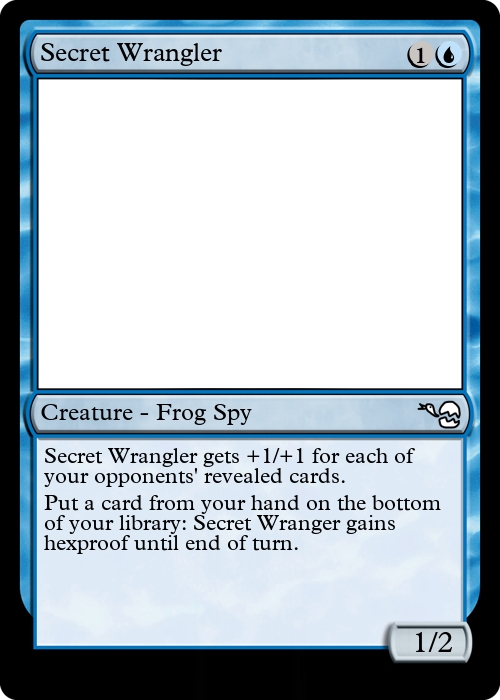 Secret Wrangler
1
Creature - Frog Spy
Secret Wrangler gets +1/+1 for each of
your opponents' revealed cards.
Put a card from your hand on the bottom
of your library: Secret Wranger gains
hexproof until end of turn.
1/2